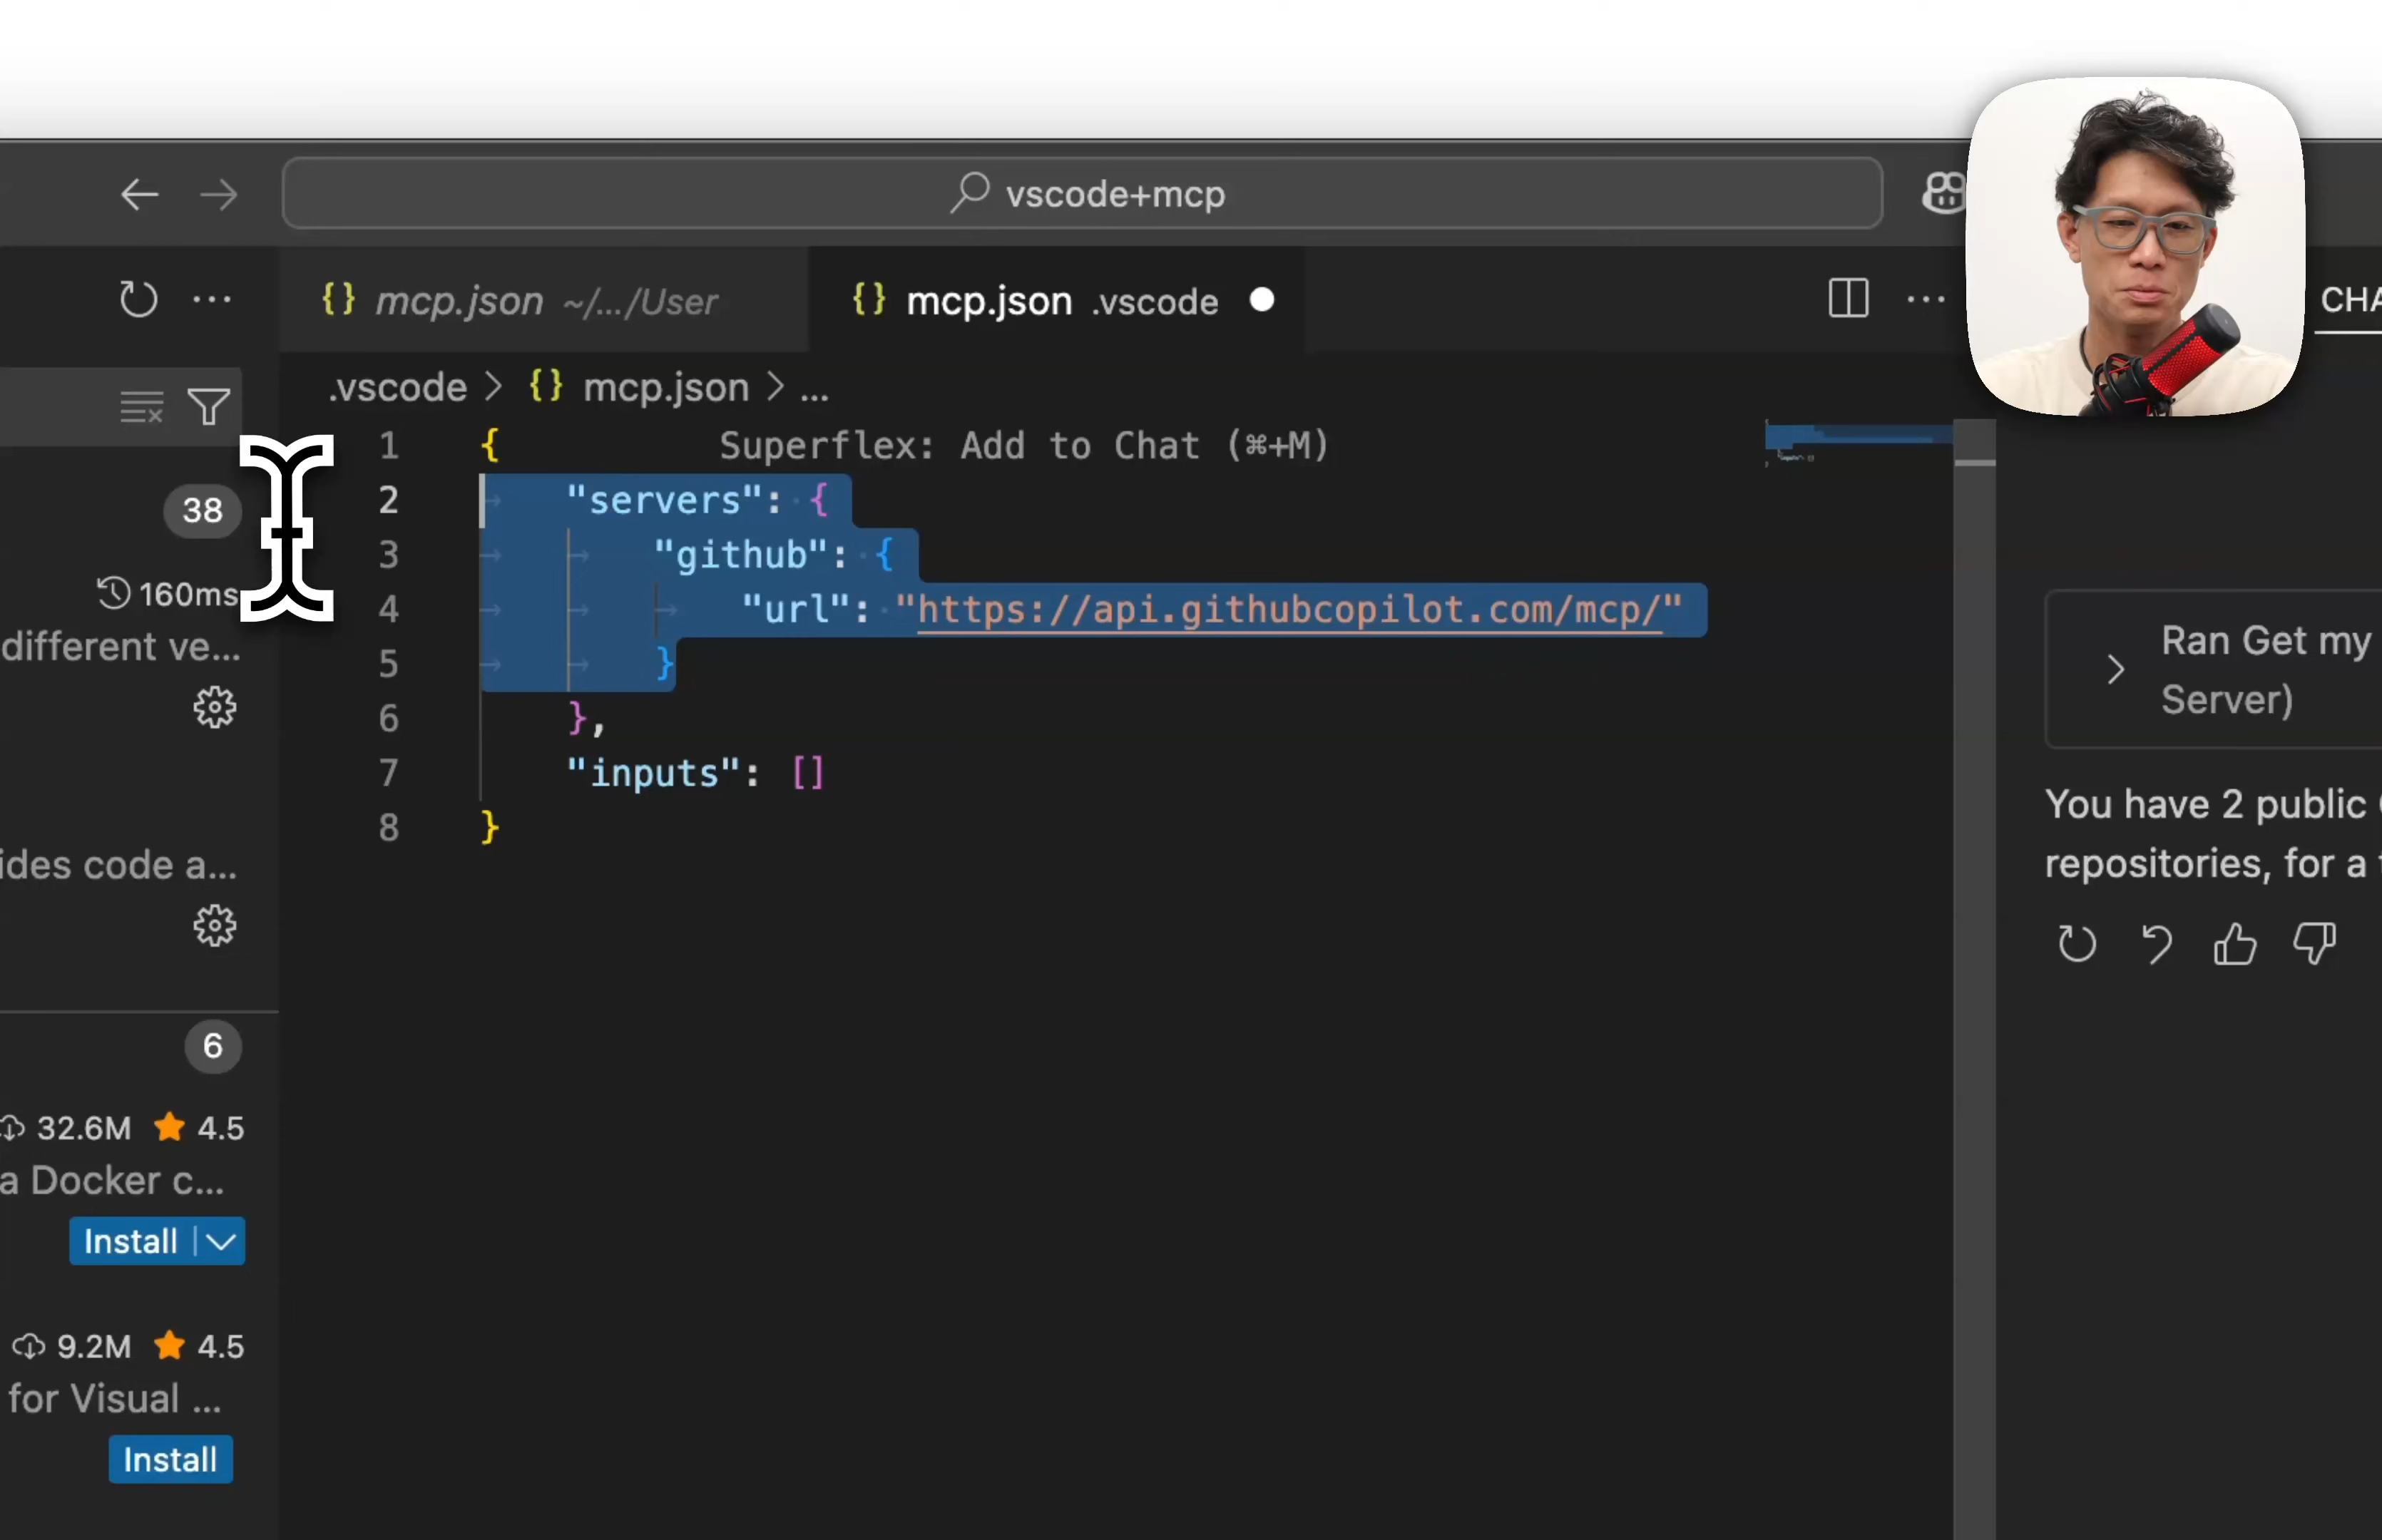 vscode+mcp
mcp.json ~/.../User
mcp.json .vscode
CHA
.vscode > {} mcp.json > ...
1 { Superflex: Add to Chat (⌘+M)
2 "servers": {
3 "github": {
4 "url": "https://api.githubcopilot.com/mcp/"
5 }
6 },
7 "inputs": []
8 }
38
160ms
different ve...
ides code a...
6
32.6M 4.5
a Docker c...
Install
9.2M 4.5
for Visual ...
Install
Ran Get my
Server)
You have 2 public
repositories, for a